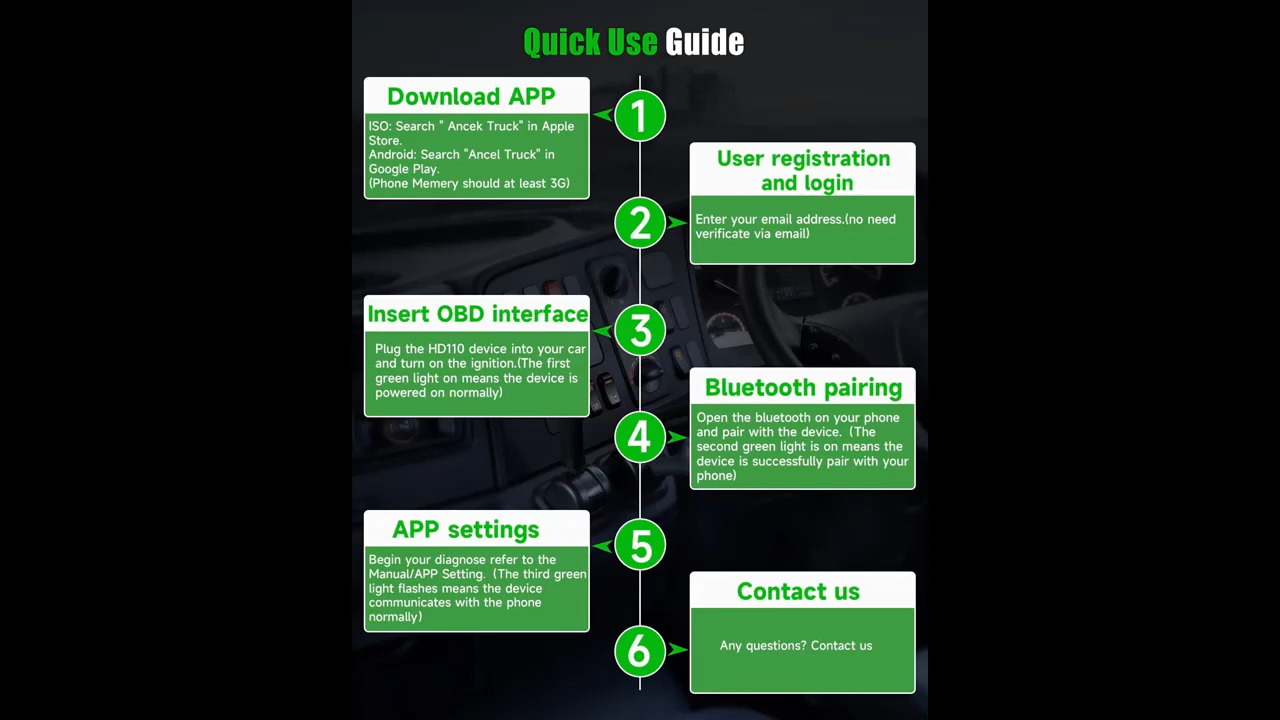 Quick Use Guide
Download APP
1
ISO: Search " Ancek Truck" in Apple
Store.
Android: Search "Ancel Truck" in
Google Play.
(Phone Memery should at least 3G)
User registration
and login
2
Enter your email address.(no need
verificate via email)
Insert OBD interface
3
Plug the HD110 device into your car
and turn on the ignition.(The first
green light on means the device is
powered on normally)
Bluetooth pairing
4
Open the bluetooth on your phone
and pair with the device. (The
second green light is on means the
device is successfully pair with your
phone)
APP settings
5
Begin your diagnose refer to the
Manual/APP Setting. (The third green
light flashes means the device
communicates with the phone
normally)
Contact us
6
Any questions? Contact us